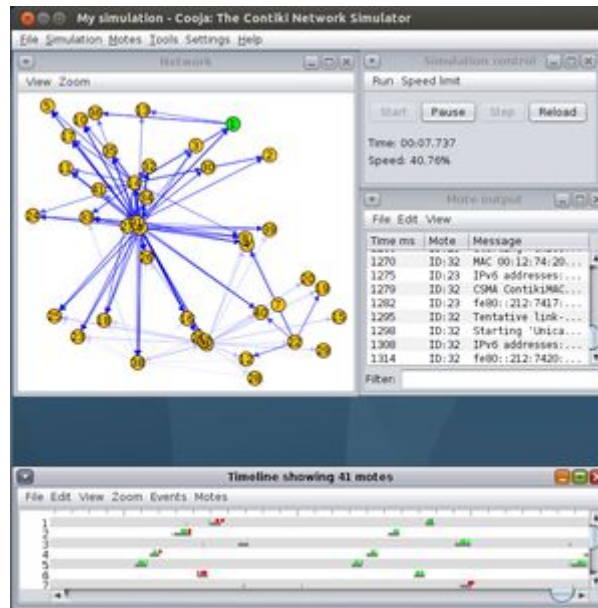 My simulation - Cooja: The Contiki Network Simulator
File Simulation Motes Tools Settings Help
Network
View Zoom
Simulation control
Run Speed limit
Start Pause Step Reload
Time: 00:07.737
Speed: 40.76%
Mote output
File Edit View
Time ms Mote Message
1270 ID:32 MAC 00:12:74:20...
1275 ID:23 IPv6 addresses:...
1279 ID:32 CSMA ContikiMAC...
1282 ID:23 fe80::212:7417:...
1295 ID:32 Tentative link-...
1298 ID:32 Starting 'Unica...
1308 ID:32 IPv6 addresses:...
1314 ID:32 fe80::212:7420:...
Filter:
Timeline showing 41 motes
File Edit View Zoom Events Motes
1
2
3
4
5
6
7